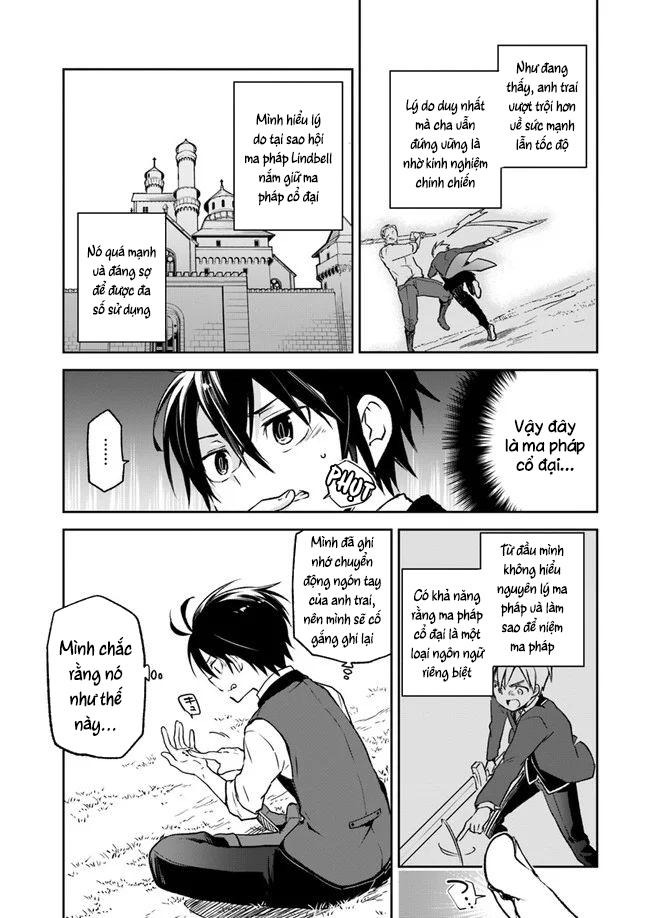 Như đang
thấy, anh trai
vượt trội hơn
về sức mạnh
lẫn tốc độ
Lý do duy nhất
mà cha vẫn
đứng vũng là
nhờ kinh nghiệm
chinh chiến
Mình hiểu lý
do tại sao hội
ma pháp Lindbell
nắm giữ ma
pháp cổ đại
Nó quá mạnh
và đáng sợ
để được đa
số sử dụng
Vậy đây
là ma pháp
cổ đại...
PHỤT
......
Từ đầu mình
không hiểu
nguyên lý ma
pháp và làm
sao để niệm
ma pháp
Có khả năng
rằng ma pháp
cổ đại là một
loại ngôn ngữ
riêng biệt
Mình đã ghi
nhớ chuyển
động ngón tay
của anh trai,
nên mình sẽ cố
gắng ghi lại
Mình chắc
rằng nó
như thế
này...